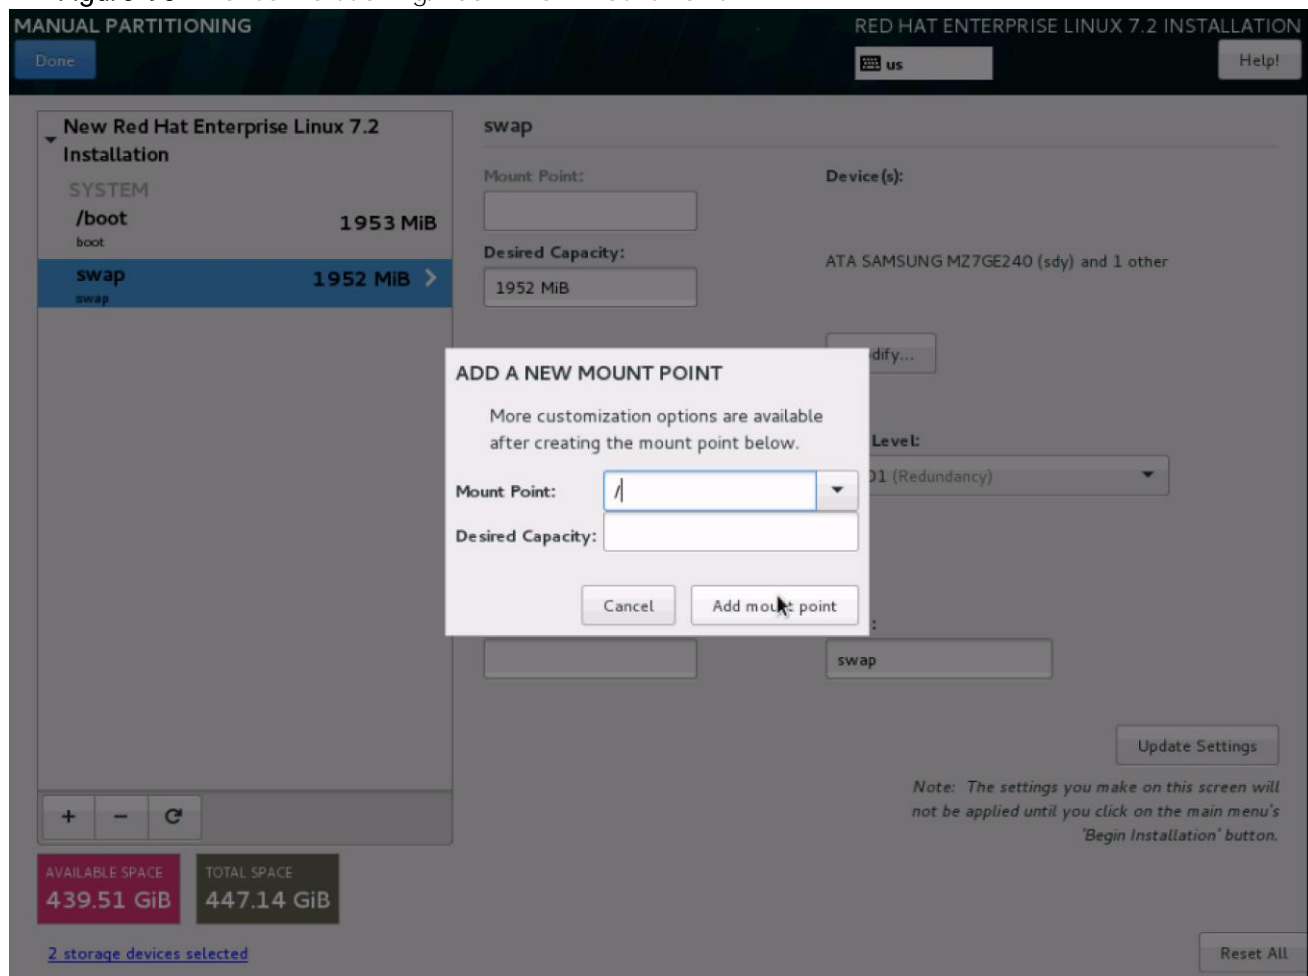 MANUAL PARTITIONING
RED HAT ENTERPRISE LINUX 7.2 INSTALLATION
Done
us
Help!
New Red Hat Enterprise Linux 7.2
Installation
SYSTEM
/boot
1953 MiB
boot
swap
1952 MiB
swap
swap
Mount Point:
Device(s):
Desired Capacity:
1952 MiB
ATA SAMSUNG MZ7GE240 (sdy) and 1 other
dify...
Level:
01 (Redundancy)
ADD A NEW MOUNT POINT
More customization options are available
after creating the mount point below.
Mount Point:
/
Desired Capacity:
Cancel
Add mount point
:
swap
Update Settings
Note: The settings you make on this screen will
not be applied until you click on the main menu's
'Begin Installation' button.
+ −
AVAILABLE SPACE
439.51 GiB
TOTAL SPACE
447.14 GiB
2 storage devices selected
Reset All